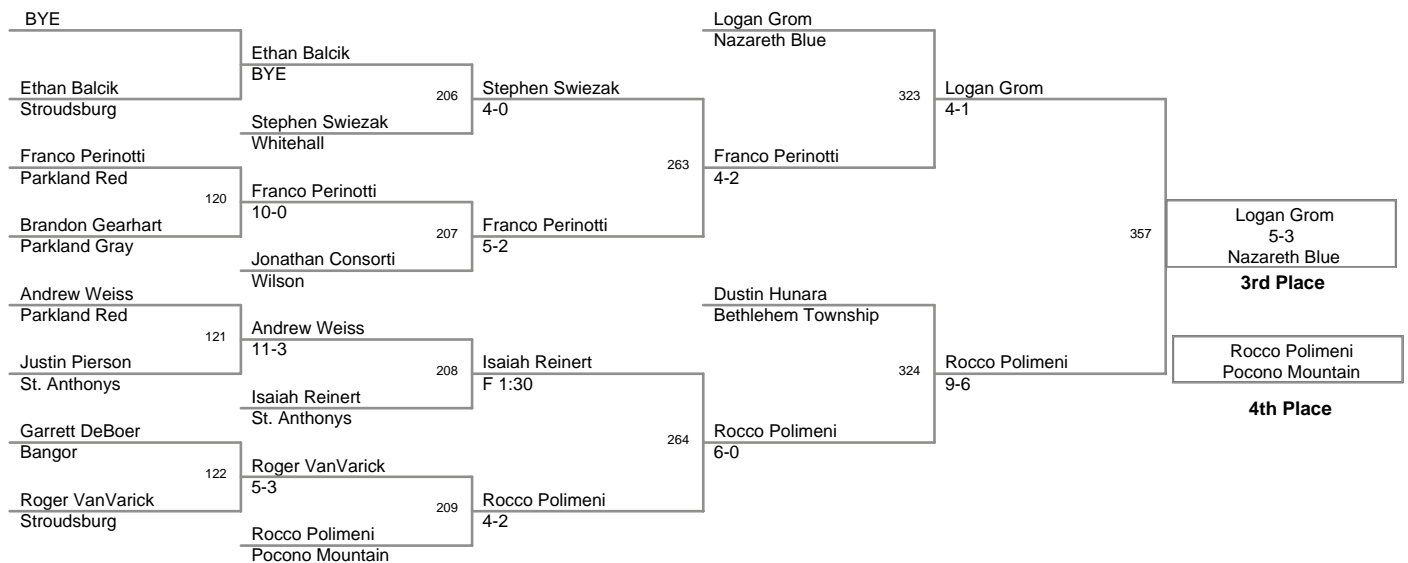 BYE
Ethan Balcik
Stroudsburg
Franco Perinotti
Parkland Red
120
Brandon Gearhart
Parkland Gray
Andrew Weiss
Parkland Red
121
Justin Pierson
St. Anthonys
Garrett DeBoer
Bangor
122
Roger VanVarick
Stroudsburg
Ethan Balcik
BYE
206
Stephen Swiezak
Whitehall
Franco Perinotti
10-0
207
Jonathan Consorti
Wilson
Andrew Weiss
11-3
208
Isaiah Reinert
St. Anthonys
Roger VanVarick
5-3
209
Rocco Polimeni
Pocono Mountain
Stephen Swiezak
4-0
263
Franco Perinotti
5-2
Isaiah Reinert
F 1:30
264
Rocco Polimeni
4-2
Logan Grom
Nazareth Blue
323
Franco Perinotti
4-2
Dustin Hunara
Bethlehem Township
324
Rocco Polimeni
6-0
Logan Grom
4-1
357
Rocco Polimeni
9-6
Logan Grom
5-3
Nazareth Blue
3rd Place
Rocco Polimeni
Pocono Mountain
4th Place